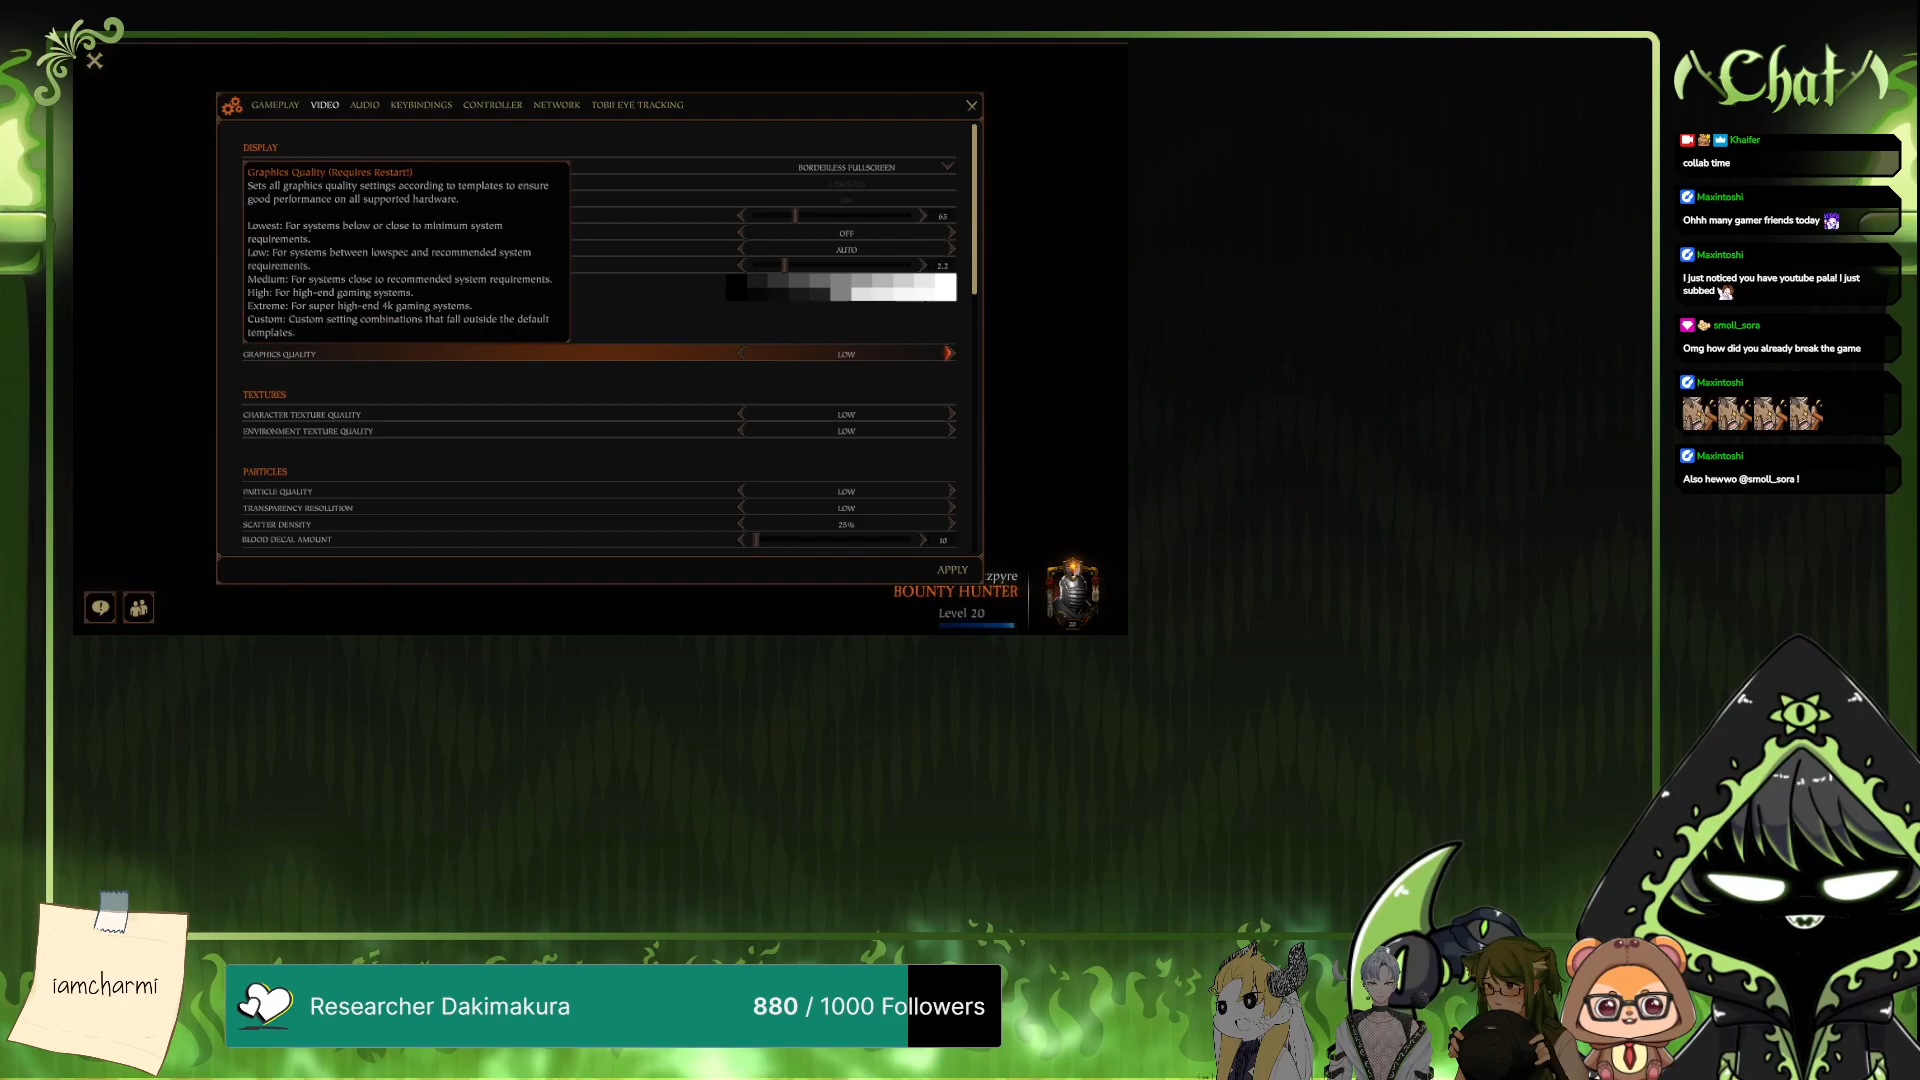 Chat
GAMEPLAY VIDEO AUDIO KEYBINDINGS CONTROLLER NETWORK TOBII EYE TRACKING
DISPLAY
Graphics Quality (Requires Restart!)
Sets all graphics quality settings according to templates to ensure
good performance on all supported hardware.
Lowest: For systems below or close to minimum system
requirements.
Low: For systems between lowspec and recommended system
requirements.
Medium: For systems close to recommended system requirements.
High: For high-end gaming systems.
Extreme: For super high-end 4k gaming systems.
Custom: Custom setting combinations that fall outside the default
templates.
BORDERLESS FULLSCREEN
ON
65
OFF
AUTO
2.2
GRAPHICS QUALITY LOW
TEXTURES
CHARACTER TEXTURE QUALITY LOW
ENVIRONMENT TEXTURE QUALITY LOW
PARTICLES
PARTICLE QUALITY LOW
TRANSPARENCY RESOLUTION LOW
SCATTER DENSITY 25%
BLOOD DECAL AMOUNT 10
APPLY
zpyre
BOUNTY HUNTER
Level 20
20
Khaifer
collab time
Maxintoshi
Ohhh many gamer friends today
Maxintoshi
I just noticed you have youtube pala! I just
subbed
smoll_sora
Omg how did you already break the game
Maxintoshi
Maxintoshi
Also hewwo @smoll_sora !
iamcharmi
Researcher Dakimakura 880 / 1000 Followers